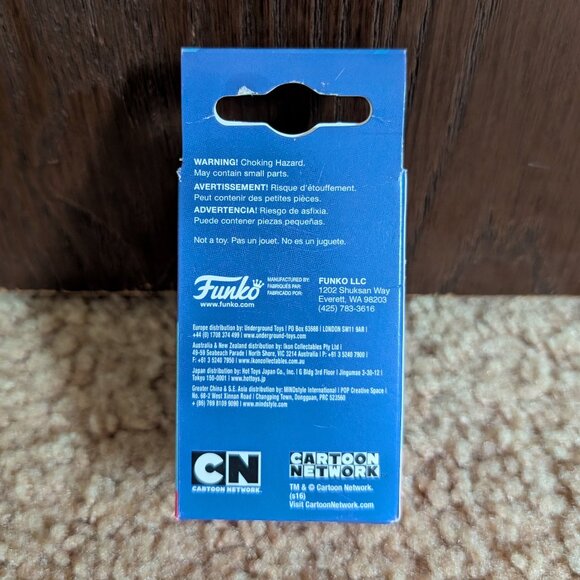 WARNING! Choking Hazard.
May contain small parts.
AVERTISSEMENT! Risque d'étouffement.
Peut contenir des petites pièces.
ADVERTENCIA! Riesgo de asfixia.
Puede contener piezas pequeñas.
Not a toy. Pas un jouet. No es un juguete.
Funko
www.funko.com
MANUFACTURED BY:
FABRIQUÉS PAR:
FABRICADO POR:
FUNKO LLC
1202 Shuksan Way
Everett, WA 98203
(425) 783-3616
Europe distribution by: Underground Toys | PO Box 65668 | LONDON SW11 9AR |
+44 (0) 1708 374 499 | www.underground-toys.com
Australia & New Zealand distribution by: Ikon Collectables Pty Ltd |
49-59 Seabeach Parade | North Shore, VIC 3214 Australia | P: +61 3 5240 7900 |
F: +61 3 5240 7950 | www.ikoncollectables.com.au
Japan distribution by: Hot Toys Japan Co., Inc. | G Bldg 3rd Floor | Jingumae 3-30-12 |
Tokyo 150-0001 | www.hottoys.jp
Greater China & S.E. Asia distribution by: MINDstyle International | POP Creative Space |
No. 68-2 West Xinnan Road | Changping Town, Dongguan, PRC 523560
+ (86) 769 8109 9090 | www.mindstyle.com
CN
CARTOON NETWORK.
CARTOON
NETWORK
TM & © Cartoon Network.
(s16)
Visit CartoonNetwork.com